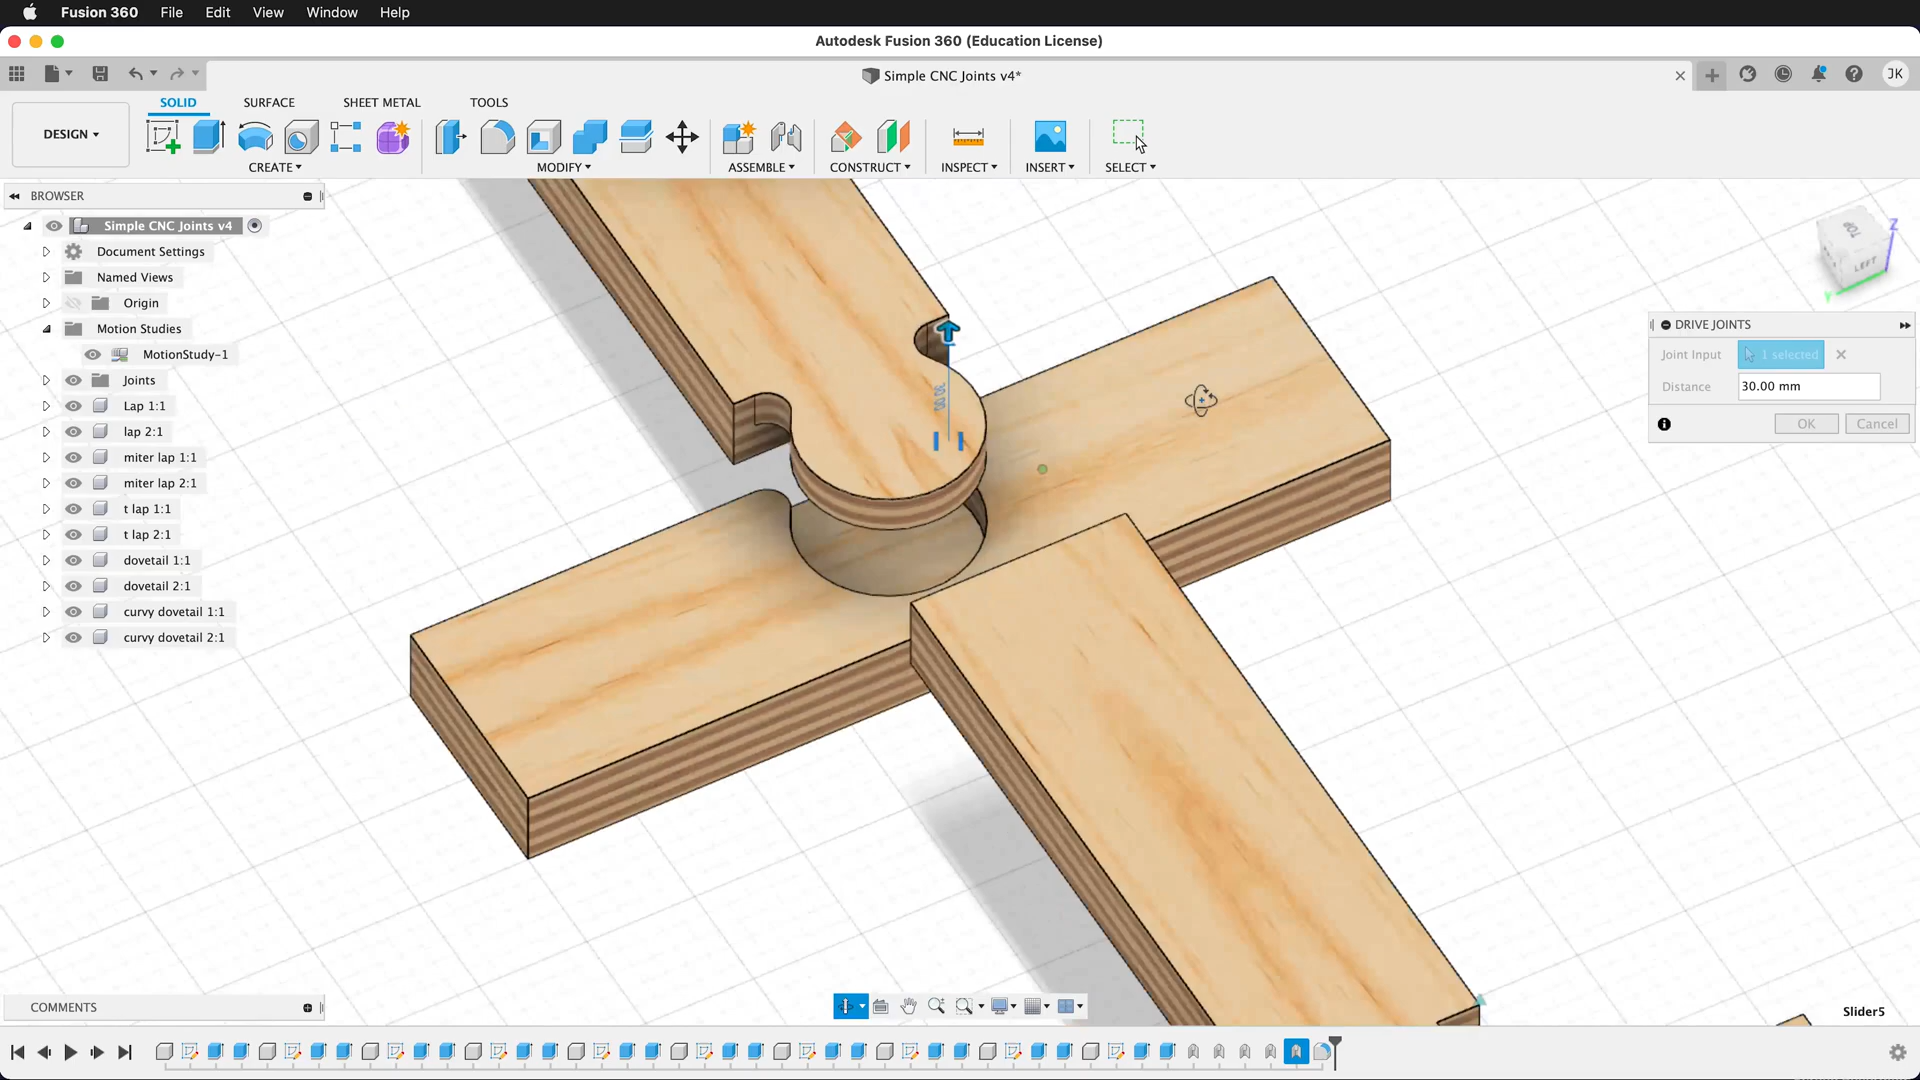 Fusion 360 File Edit View Window Help
Autodesk Fusion 360 (Education License)
Simple CNC Joints v4*
JK
SOLID SURFACE SHEET METAL TOOLS
DESIGN
CREATE MODIFY ASSEMBLE CONSTRUCT INSPECT INSERT SELECT
BROWSER
Simple CNC Joints v4
Document Settings
Named Views
Origin
Motion Studies
MotionStudy-1
Joints
Lap 1:1
lap 2:1
miter lap 1:1
miter lap 2:1
t lap 1:1
t lap 2:1
dovetail 1:1
dovetail 2:1
curvy dovetail 1:1
curvy dovetail 2:1
TOP
LEFT
Z
Y
DRIVE JOINTS
Joint Input 1 selected
Distance 30.00 mm
OK Cancel
30.00
COMMENTS
Slider5